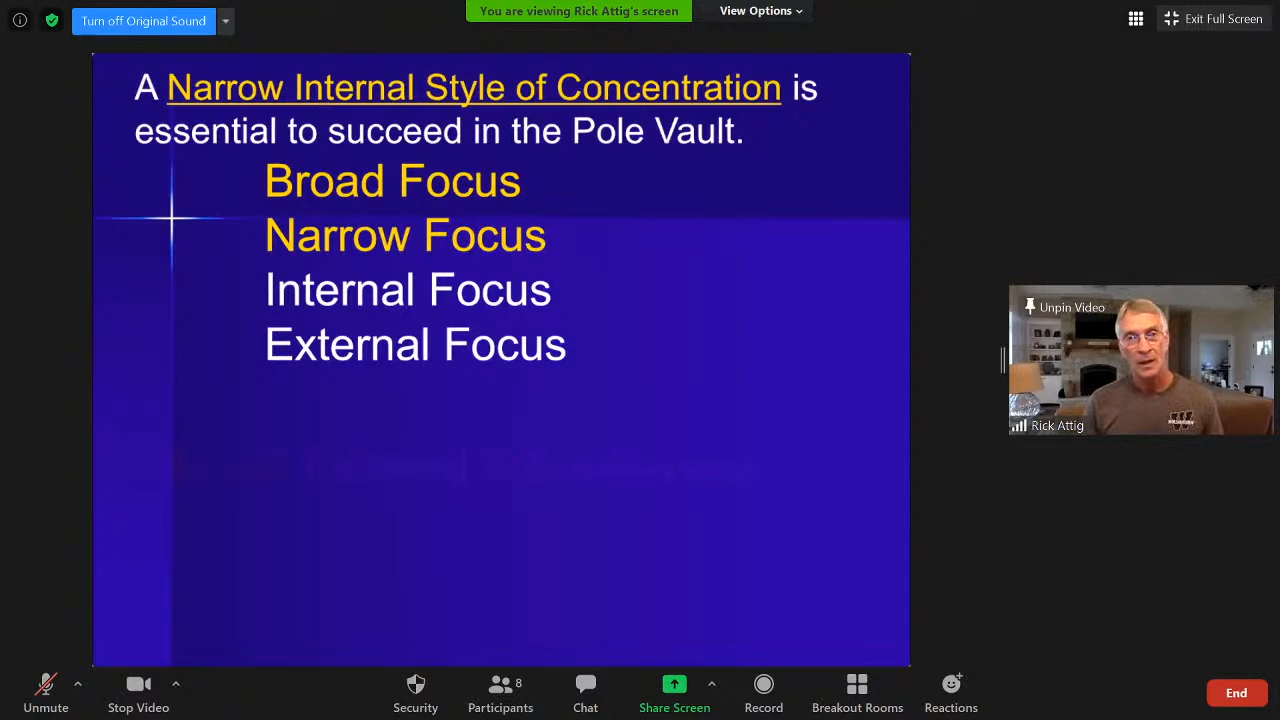 Turn off Original Sound
You are viewing Rick Attig's screen
View Options
Exit Full Screen
A Narrow Internal Style of Concentration is
essential to succeed in the Pole Vault.
Broad Focus
Narrow Focus
Internal Focus
External Focus
Unpin Video
W
Rick Attig
Unmute
Stop Video
Security
Participants
8
Chat
Share Screen
Record
Breakout Rooms
Reactions
End